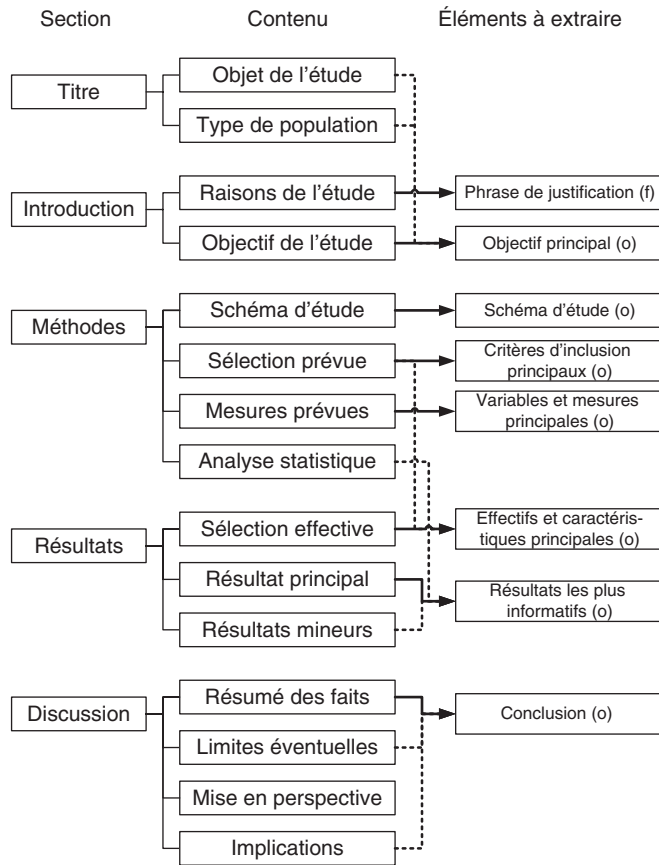 Section Contenu Éléments à extraire
Titre
Objet de l'étude
Type de population
Introduction
Raisons de l'étude
Phrase de justification (f)
Objectif de l'étude
Objectif principal (o)
Méthodes
Schéma d'étude
Schéma d'étude (o)
Sélection prévue
Critères d'inclusion
principaux (o)
Mesures prévues
Variables et mesures
principales (o)
Analyse statistique
Résultats
Sélection effective
Effectifs et caractéris-
tiques principales (o)
Résultat principal
Résultats les plus
informatifs (o)
Résultats mineurs
Discussion
Résumé des faits
Conclusion (o)
Limites éventuelles
Mise en perspective
Implications